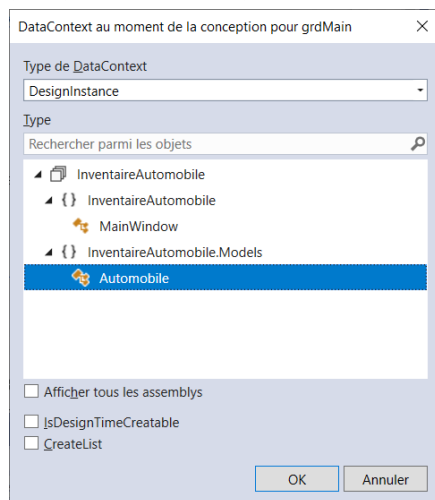 DataContext au moment de la conception pour grdMain
Type de DataContext
DesignInstance
Type
Rechercher parmi les objets
InventaireAutomobile
{} InventaireAutomobile
MainWindow
{} InventaireAutomobile.Models
Automobile
Afficher tous les assemblys
IsDesignTimeCreatable
CreateList
OK Annuler